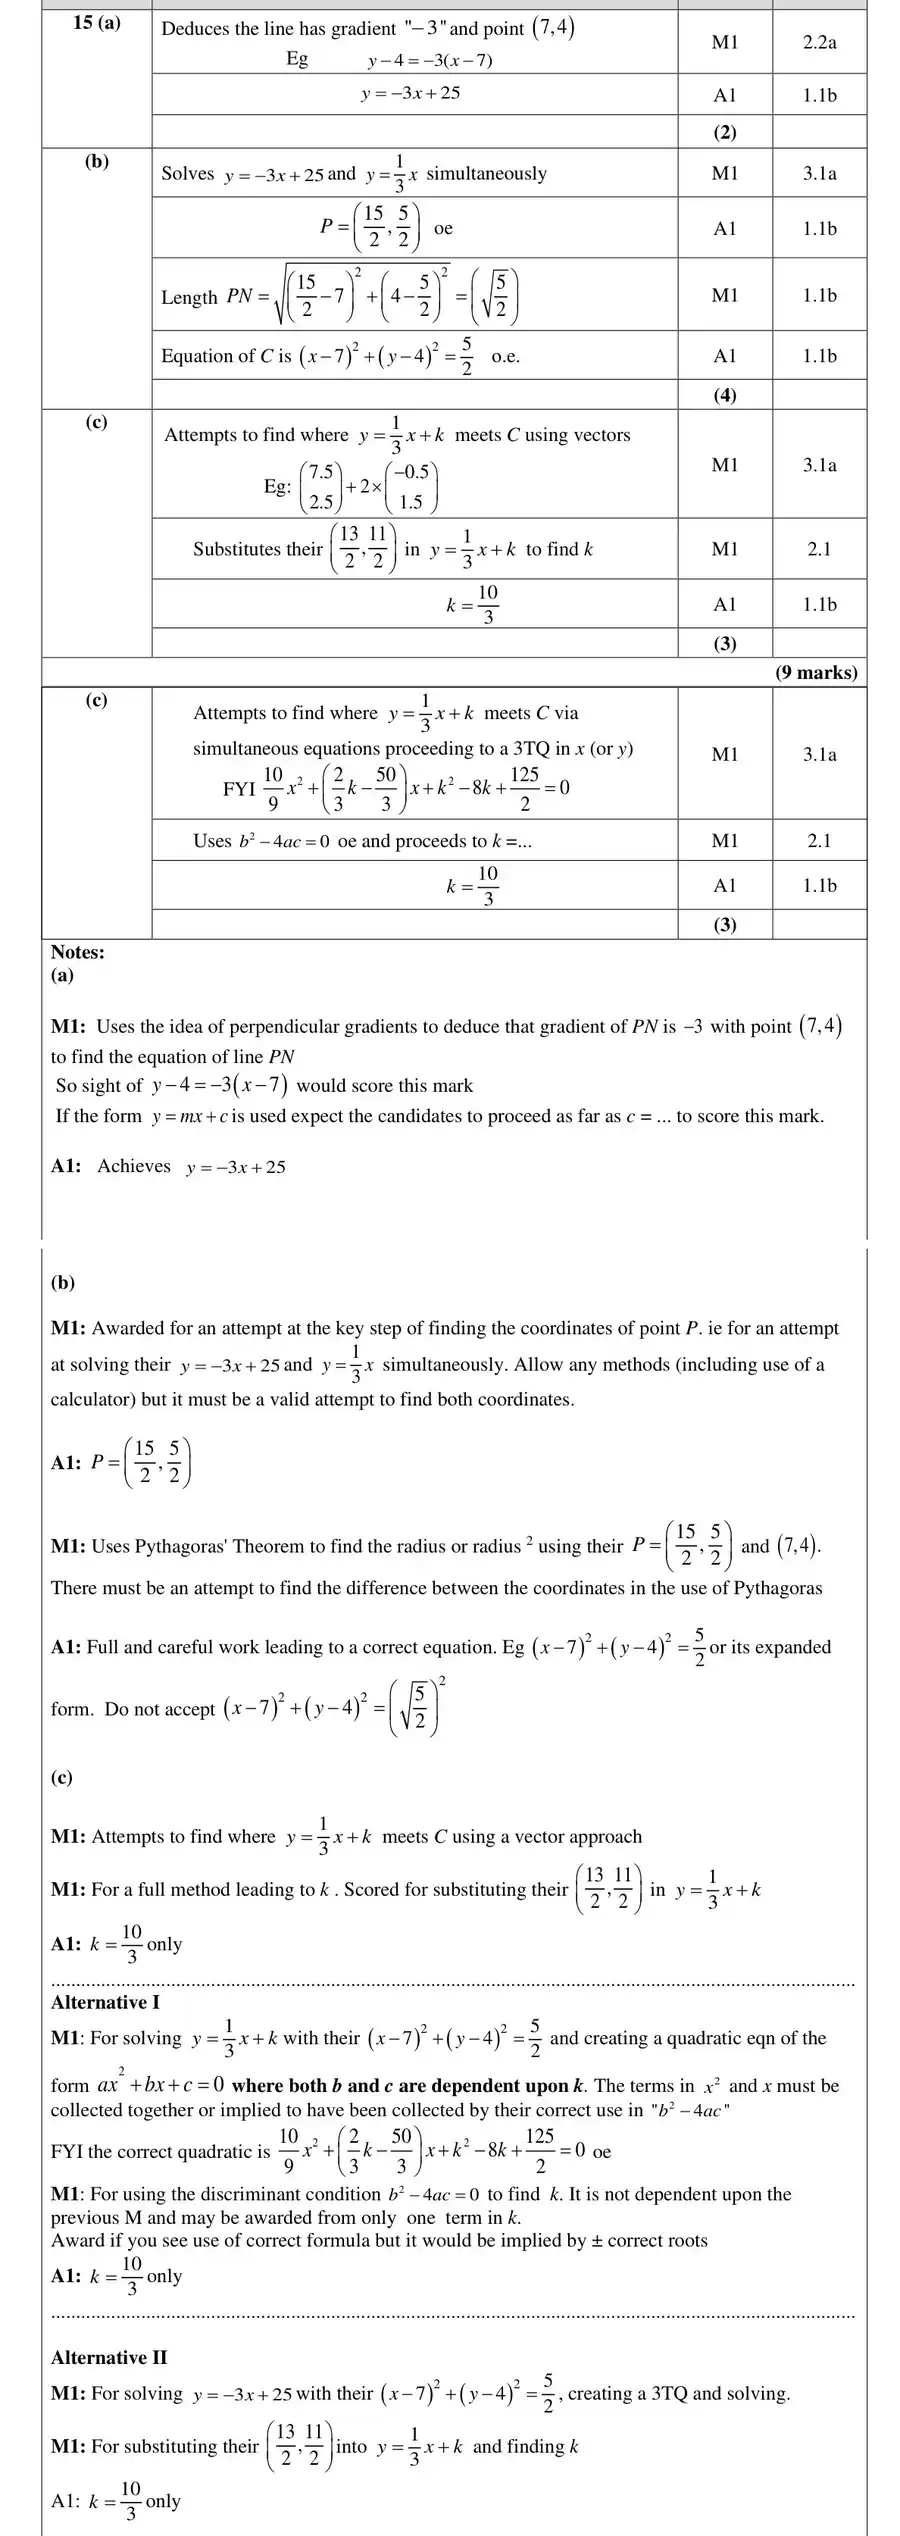 15 (a) Deduces the line has gradient "−3" and point (7,4) M1 2.2a
Eg y − 4 = −3(x − 7)
y = −3x + 25 A1 1.1b
(2)
(b) Solves y = −3x + 25 and y = 1/3 x simultaneously M1 3.1a
P = (15/2, 5/2) oe A1 1.1b
Length PN = √((15/2 − 7)² + (4 − 5/2)²) = (√(5/2)) M1 1.1b
Equation of C is (x − 7)² + (y − 4)² = 5/2 o.e. A1 1.1b
(4)
(c) Attempts to find where y = 1/3 x + k meets C using vectors M1 3.1a
Eg: (7.5 2.5) + 2 × (−0.5 1.5)
Substitutes their (13/2, 11/2) in y = 1/3 x + k to find k M1 2.1
k = 10/3 A1 1.1b
(3)
(9 marks)
(c) Attempts to find where y = 1/3 x + k meets C via
simultaneous equations proceeding to a 3TQ in x (or y) M1 3.1a
FYI 10/9 x² + (2/3 k − 50/3) x + k² − 8k + 125/2 = 0
Uses b² − 4ac = 0 oe and proceeds to k =... M1 2.1
k = 10/3 A1 1.1b
(3)
Notes:
(a)
M1: Uses the idea of perpendicular gradients to deduce that gradient of PN is −3 with point (7,4)
to find the equation of line PN
So sight of y − 4 = −3(x − 7) would score this mark
If the form y = mx + c is used expect the candidates to proceed as far as c = ... to score this mark.
A1: Achieves y = −3x + 25
(b)
M1: Awarded for an attempt at the key step of finding the coordinates of point P. ie for an attempt
at solving their y = −3x + 25 and y = 1/3 x simultaneously. Allow any methods (including use of a
calculator) but it must be a valid attempt to find both coordinates.
A1: P = (15/2, 5/2)
M1: Uses Pythagoras' Theorem to find the radius or radius ² using their P = (15/2, 5/2) and (7,4).
There must be an attempt to find the difference between the coordinates in the use of Pythagoras
A1: Full and careful work leading to a correct equation. Eg (x − 7)² + (y − 4)² = 5/2 or its expanded
form. Do not accept (x − 7)² + (y − 4)² = (√(5/2))²
(c)
M1: Attempts to find where y = 1/3 x + k meets C using a vector approach
M1: For a full method leading to k . Scored for substituting their (13/2, 11/2) in y = 1/3 x + k
A1: k = 10/3 only
Alternative I
M1: For solving y = 1/3 x + k with their (x − 7)² + (y − 4)² = 5/2 and creating a quadratic eqn of the
form ax² + bx + c = 0 where both b and c are dependent upon k. The terms in x² and x must be
collected together or implied to have been collected by their correct use in "b² − 4ac"
FYI the correct quadratic is 10/9 x² + (2/3 k − 50/3) x + k² − 8k + 125/2 = 0 oe
M1: For using the discriminant condition b² − 4ac = 0 to find k. It is not dependent upon the
previous M and may be awarded from only one term in k.
Award if you see use of correct formula but it would be implied by ± correct roots
A1: k = 10/3 only
Alternative II
M1: For solving y = −3x + 25 with their (x − 7)² + (y − 4)² = 5/2, creating a 3TQ and solving.
M1: For substituting their (13/2, 11/2) into y = 1/3 x + k and finding k
A1: k = 10/3 only